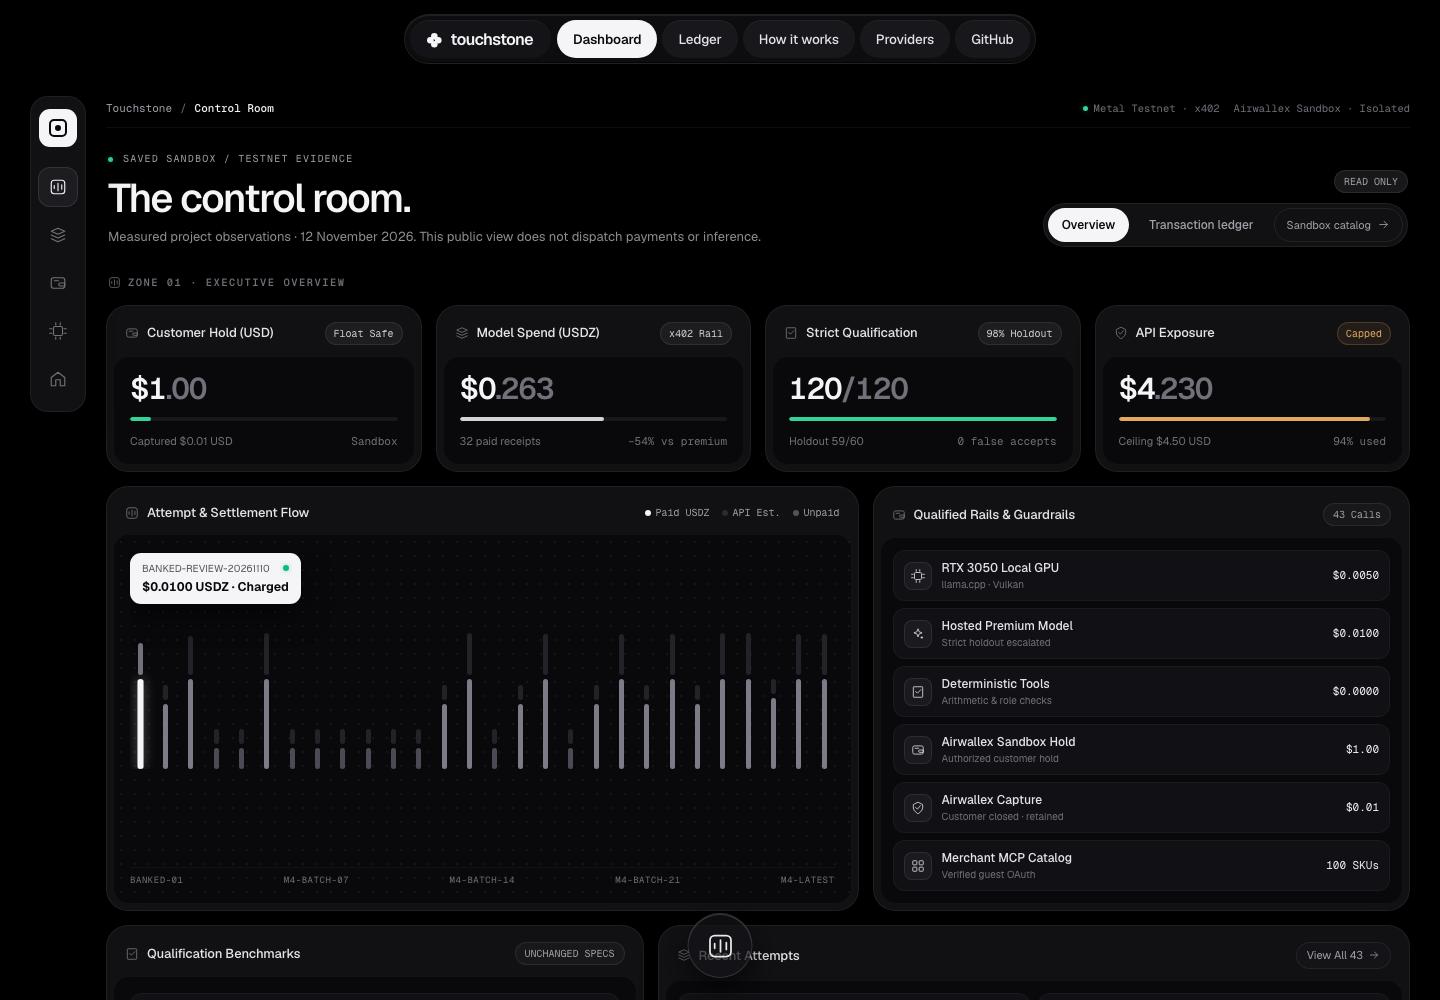 touchstone
Dashboard
Ledger
How it works
Providers
GitHub
Touchstone / Control Room
Metal Testnet · x402 Airwallex Sandbox · Isolated
SAVED SANDBOX / TESTNET EVIDENCE
The control room.
READ ONLY
Measured project observations · 12 November 2026. This public view does not dispatch payments or inference.
Overview
Transaction ledger
Sandbox catalog →
ZONE 01 · EXECUTIVE OVERVIEW
Customer Hold (USD)
Float Safe
$1.00
Captured $0.01 USD
Sandbox
Model Spend (USDZ)
x402 Rail
$0.263
32 paid receipts
−54% vs premium
Strict Qualification
98% Holdout
120/120
Holdout 59/60
0 false accepts
API Exposure
Capped
$4.230
Ceiling $4.50 USD
94% used
Attempt & Settlement Flow
Paid USDZ
API Est.
Unpaid
BANKED-REVIEW-20261110
$0.0100 USDZ · Charged
BANKED-01
M4-BATCH-07
M4-BATCH-14
M4-BATCH-21
M4-LATEST
Qualified Rails & Guardrails
43 Calls
RTX 3050 Local GPU
llama.cpp · Vulkan
$0.0050
Hosted Premium Model
Strict holdout escalated
$0.0100
Deterministic Tools
Arithmetic & role checks
$0.0000
Airwallex Sandbox Hold
Authorized customer hold
$1.00
Airwallex Capture
Customer closed · retained
$0.01
Merchant MCP Catalog
Verified guest OAuth
100 SKUs
Qualification Benchmarks
UNCHANGED SPECS
Recent Attempts
View All 43 →